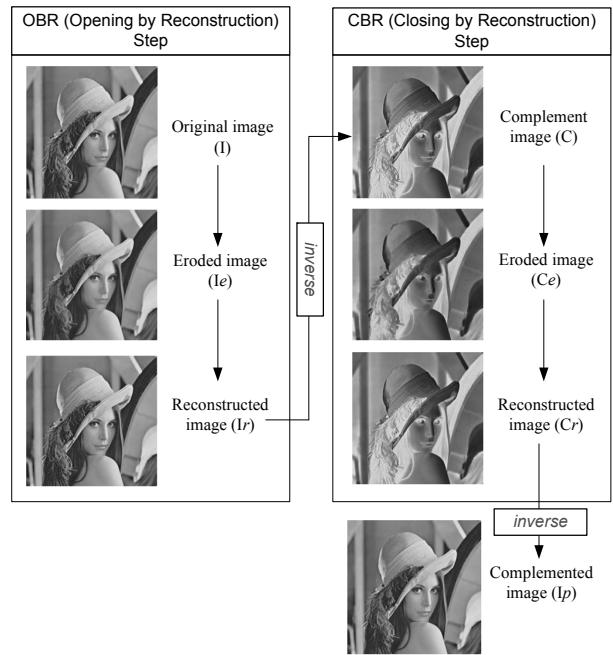 OBR (Opening by Reconstruction)
Step
Original image
(I)
Eroded image
(Ie)
Reconstructed
image (Ir)
inverse
CBR (Closing by Reconstruction)
Step
Complement
image (C)
Eroded image
(Ce)
Reconstructed
image (Cr)
inverse
Complemented
image (Ip)